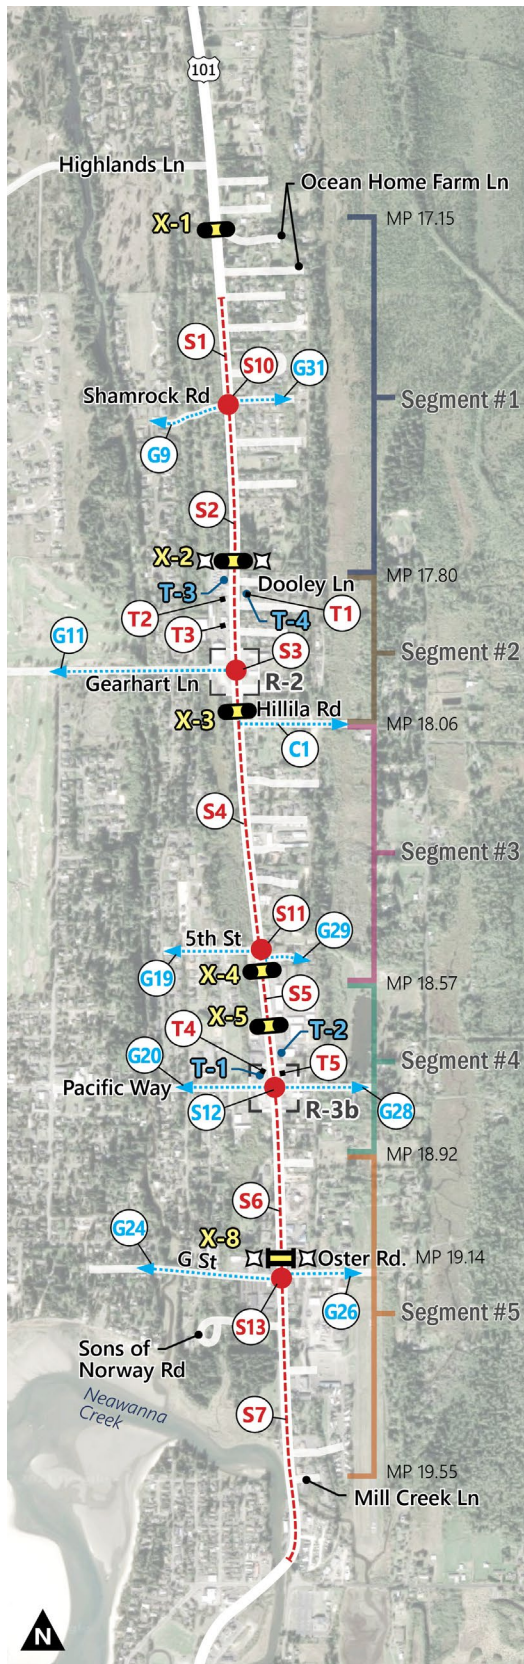 101
Highlands Ln
Ocean Home Farm Ln
X-1
MP 17.15
S1
S10
G31
Shamrock Rd
Segment #1
G9
S2
X-2
T-3
Dooley Ln
MP 17.80
T2
T-4
T1
G11
T3
S3
Segment #2
Gearhart Ln
R-2
X-3
Hillila Rd
MP 18.06
C1
S4
Segment #3
S11
5th St
G29
G19
X-4
MP 18.57
S5
X-5
T4
T-2
G20
T-1
T5
Segment #4
Pacific Way
S12
R-3b
G28
MP 18.92
S6
G24
X-8
G St
Oster Rd.
MP 19.14
S13
G26
Segment #5
Sons of
Norway Rd
Neawanna
Creek
S7
MP 19.55
Mill Creek Ln
N